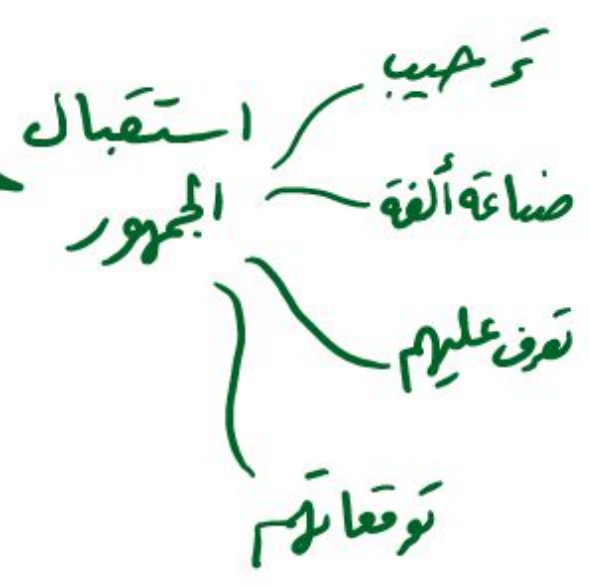 استقبال
الجمهور
ترحيب
صناعة ألفة
تعرف عليهم
توقعاتهم